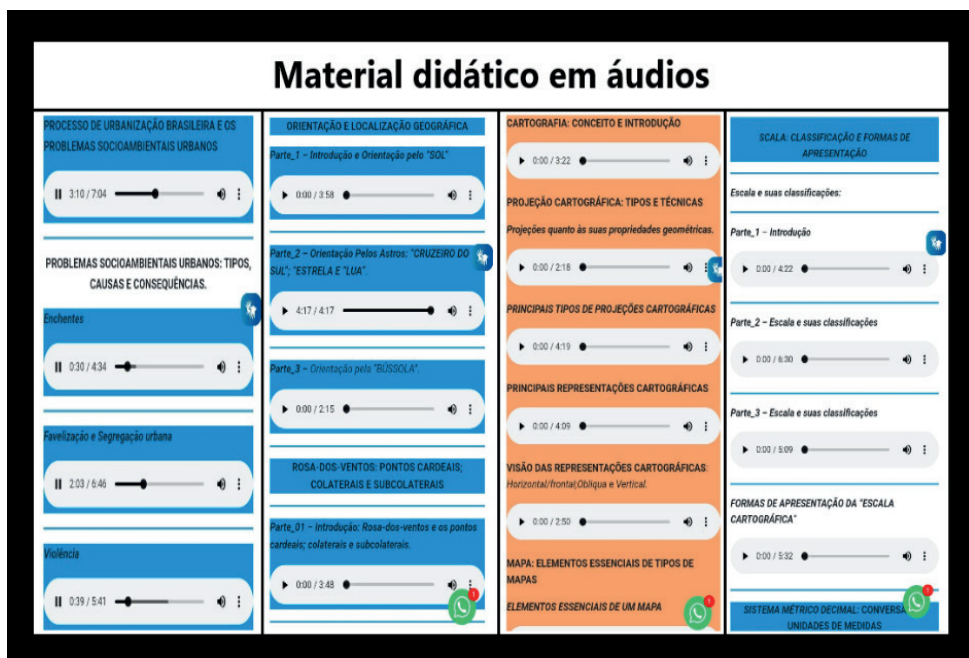 Material didático em áudios
PROCESSO DE URBANIZAÇÃO BRASILEIRA E OS
PROBLEMAS SOCIOAMBIENTAIS URBANOS
3:10 / 7:04
PROBLEMAS SOCIOAMBIENTAIS URBANOS: TIPOS,
CAUSAS E CONSEQUÊNCIAS.
Enchentes
0:30 / 4:34
Favelização e Segregação urbana
2:03 / 6:46
Violência
0:39 / 5:41
ORIENTAÇÃO E LOCALIZAÇÃO GEOGRÁFICA
Parte_1 – Introdução e Orientação pelo "SOL"
0:00 / 3:58
Parte_2 – Orientação Pelos Astros: "CRUZEIRO DO
SUL"; "ESTRELA E "LUA".
4:17 / 4:17
Parte_3 – Orientação pela "BÚSSOLA".
0:00 / 2:15
ROSA-DOS-VENTOS: PONTOS CARDEAIS;
COLATERAIS E SUBCOLATERAIS
Parte_01 – Introdução: Rosa-dos-ventos e os pontos
cardeais; colaterais e subcolaterais.
0:00 / 3:48
1
CARTOGRAFIA: CONCEITO E INTRODUÇÃO
0:00 / 3:22
PROJEÇÃO CARTOGRÁFICA: TIPOS E TÉCNICAS
Projeções quanto às suas propriedades geométricas.
0:00 / 2:18
PRINCIPAIS TIPOS DE PROJEÇÕES CARTOGRÁFICAS
0:00 / 4:19
PRINCIPAIS REPRESENTAÇÕES CARTOGRÁFICAS
0:00 / 4:09
VISÃO DAS REPRESENTAÇÕES CARTOGRÁFICAS:
Horizontal/frontal;Obliqua e Vertical.
0:00 / 2:50
MAPA: ELEMENTOS ESSENCIAIS DE TIPOS DE
MAPAS
ELEMENTOS ESSENCIAIS DE UM MAPA
1
SCALA: CLASSIFICAÇÃO E FORMAS DE
APRESENTAÇÃO
Escala e suas classificações:
Parte_1 – Introdução
0:00 / 4:22
Parte_2 – Escala e suas classificações
0:00 / 6:30
Parte_3 – Escala e suas classificações
0:00 / 5:09
FORMAS DE APRESENTAÇÃO DA "ESCALA
CARTOGRÁFICA"
0:00 / 5:32
1
SISTEMA MÉTRICO DECIMAL: CONVERSA
UNIDADES DE MEDIDAS